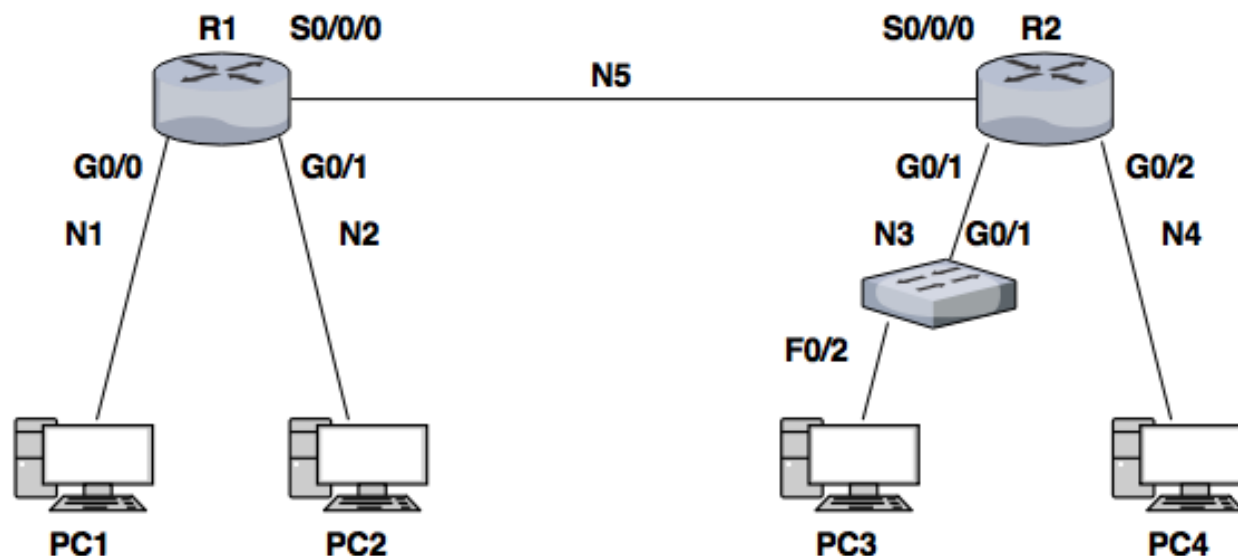 R1 S0/0/0 S0/0/0 R2
N5
G0/0 G0/1 G0/1 G0/2
N1 N2 N3 G0/1 N4
F0/2
PC1 PC2 PC3 PC4